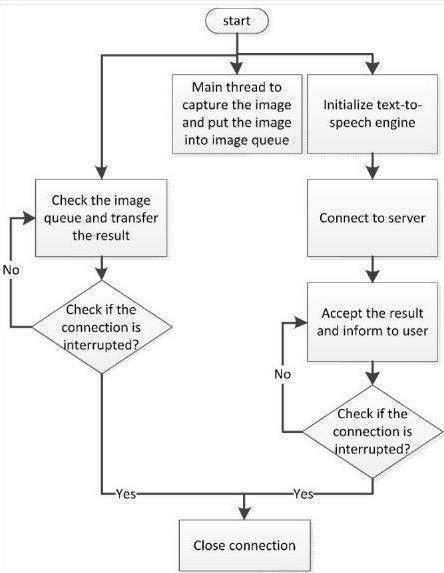 start
Main thread to
capture the image
and put the image
into image queue
Initialize text-to-
speech engine
Check the image
queue and transfer
the result
Connect to server
No
Check if the
connection is
interrupted?
Accept the result
and inform to user
No
Check if the
connection is
interrupted?
Yes
Yes
Close connection